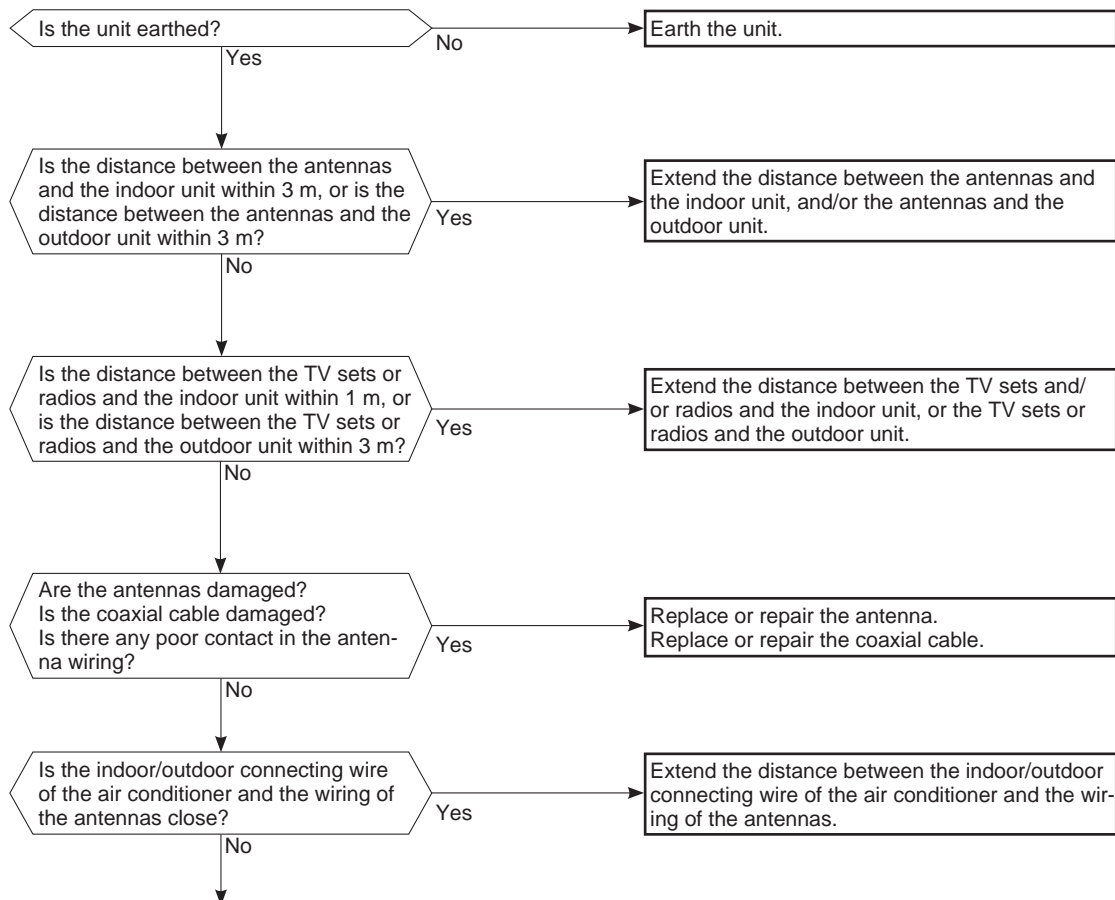 Is the unit earthed?
No
Earth the unit.
Yes
Is the distance between the antennas
and the indoor unit within 3 m, or is the
distance between the antennas and the
outdoor unit within 3 m?
Yes
Extend the distance between the antennas and
the indoor unit, and/or the antennas and the
outdoor unit.
No
Is the distance between the TV sets or
radios and the indoor unit within 1 m, or
is the distance between the TV sets or
radios and the outdoor unit within 3 m?
Yes
Extend the distance between the TV sets and/
or radios and the indoor unit, or the TV sets or
radios and the outdoor unit.
No
Are the antennas damaged?
Is the coaxial cable damaged?
Is there any poor contact in the anten-
na wiring?
Yes
Replace or repair the antenna.
Replace or repair the coaxial cable.
No
Is the indoor/outdoor connecting wire
of the air conditioner and the wiring of
the antennas close?
Yes
Extend the distance between the indoor/outdoor
connecting wire of the air conditioner and the wir-
ing of the antennas.
No